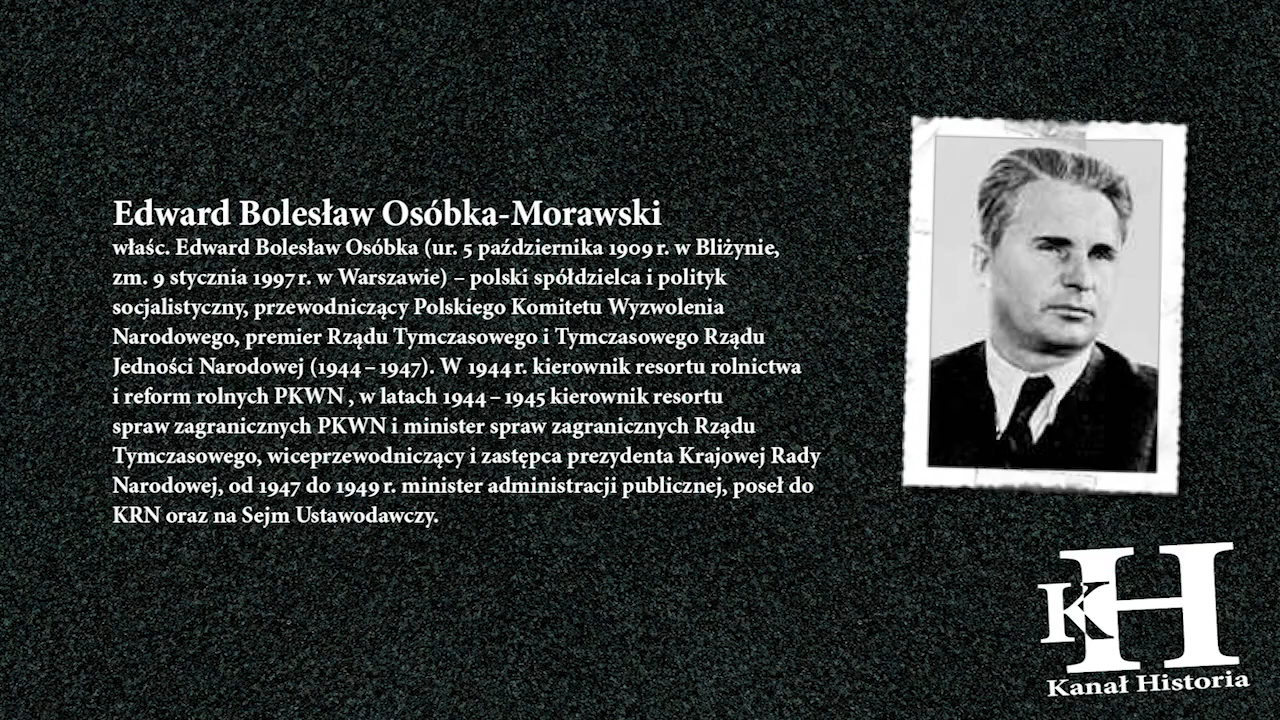 Edward Bolesław Osóbka-Morawski
właśc. Edward Bolesław Osóbka (ur. 5 października 1909 r. w Bliżynie,
zm. 9 stycznia 1997 r. w Warszawie) – polski spółdzielca i polityk
socjalistyczny, przewodniczący Polskiego Komitetu Wyzwolenia
Narodowego, premier Rządu Tymczasowego i Tymczasowego Rządu
Jedności Narodowej (1944 – 1947). W 1944 r. kierownik resortu rolnictwa
i reform rolnych PKWN , w latach 1944 – 1945 kierownik resortu
spraw zagranicznych PKWN i minister spraw zagranicznych Rządu
Tymczasowego, wiceprzewodniczący i zastępca prezydenta Krajowej Rady
Narodowej, od 1947 do 1949 r. minister administracji publicznej, poseł do
KRN oraz na Sejm Ustawodawczy.
KH
Kanał Historia